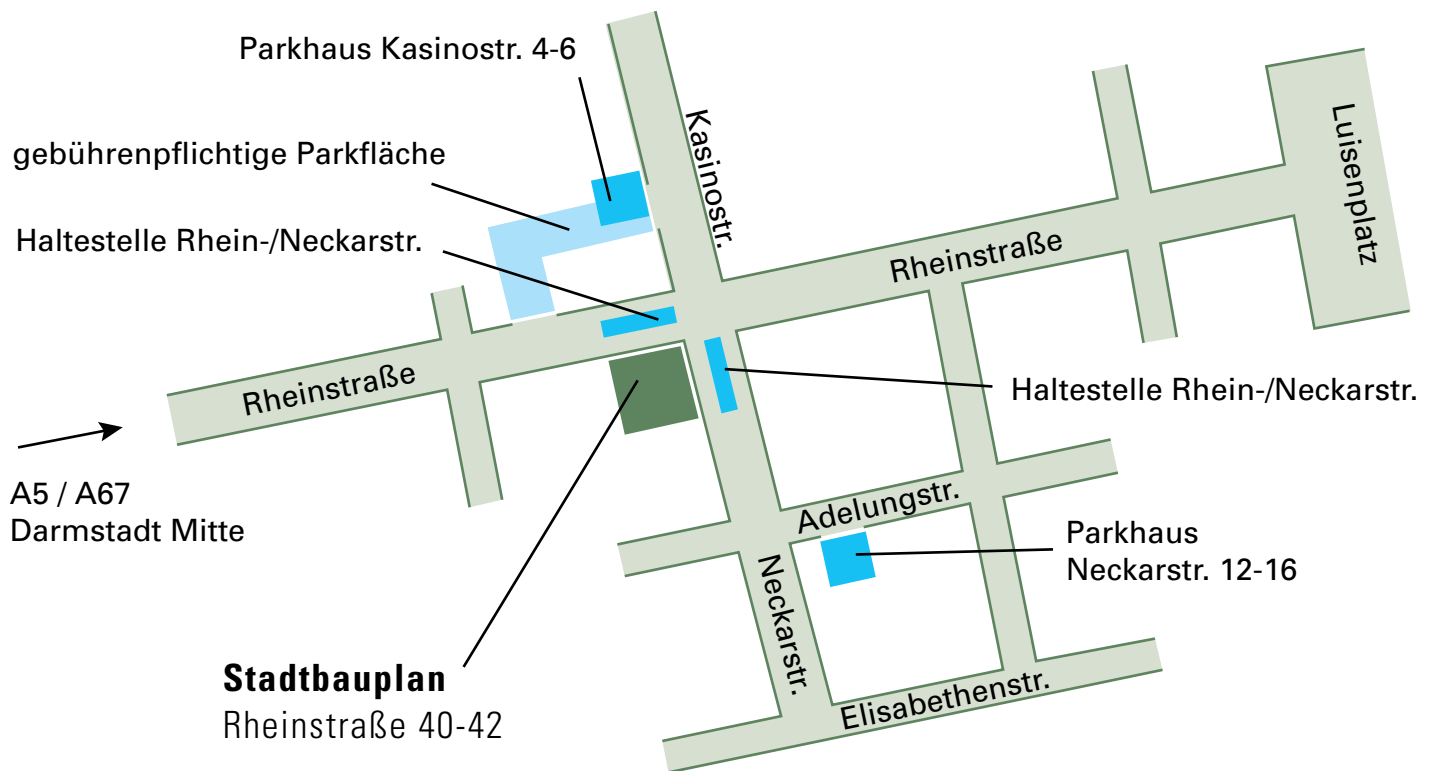 Parkhaus Kasinostr. 4-6
gebührenpflichtige Parkfläche
Haltestelle Rhein-/Neckarstr.
Kasinostr.
Luisenplatz
Rheinstraße
Rheinstraße
Haltestelle Rhein-/Neckarstr.
A5 / A67
Darmstadt Mitte
Adelungstr.
Parkhaus
Neckarstr. 12-16
Neckarstr.
Stadtbauplan
Rheinstraße 40-42
Elisabethenstr.